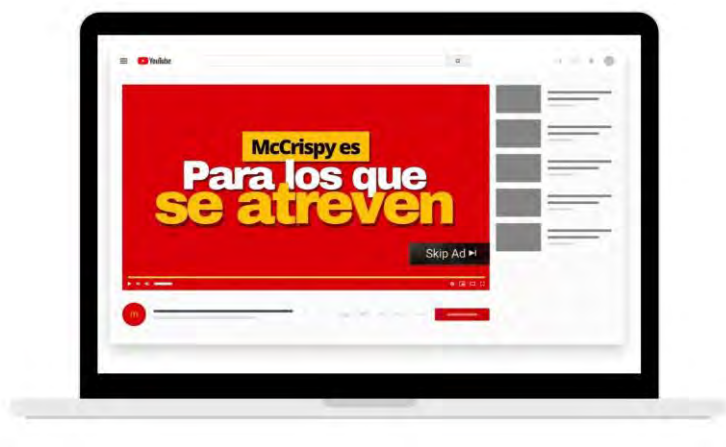 YouTube
McCrispy es
Para los que
se atreven
Skip Ad
m